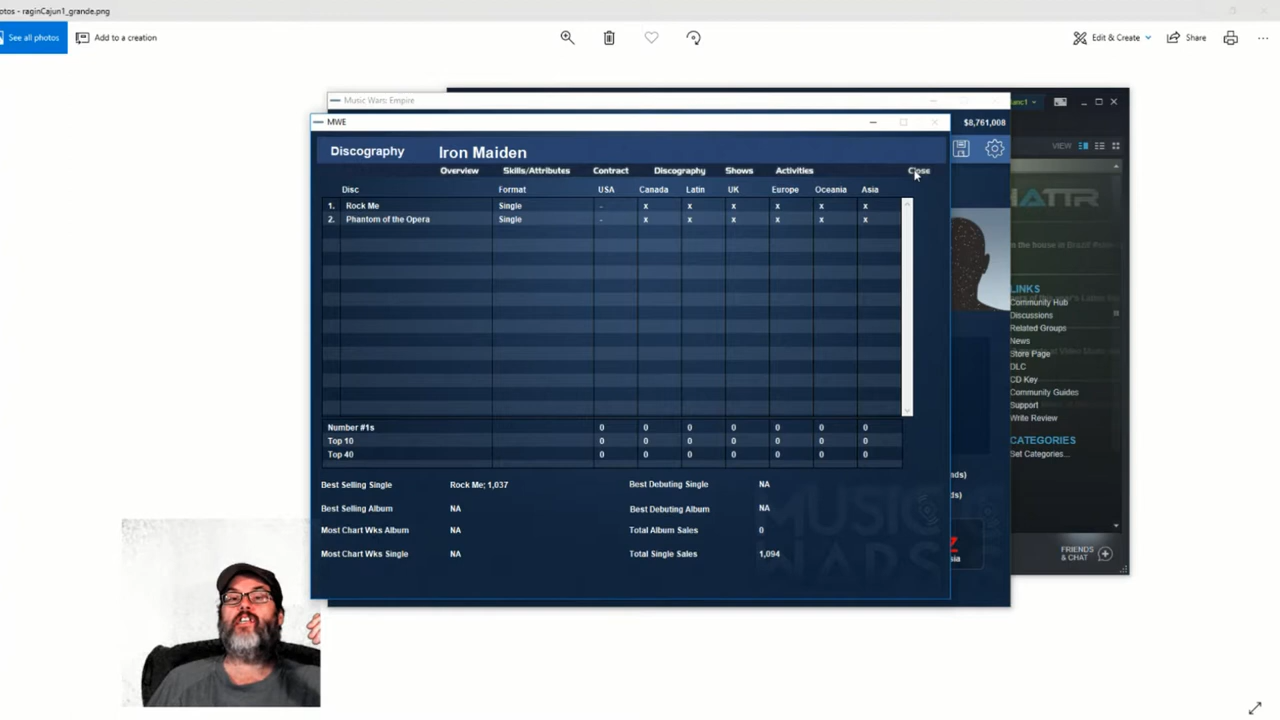 otos - raginCajun1_grande.png
See all photos
Add to a creation
Edit & Create
Share
Music Wars: Empire
MWE
$8,761,008
VIEW
Discography Iron Maiden
Overview Skills/Attributes Contract Discography Shows Activities Close
Disc Format USA Canada Latin UK Europe Oceania Asia
1. Rock Me Single - x x x x x x
2. Phantom of the Opera Single - x x x x x x
Number #1s 0 0 0 0 0 0 0
Top 10 0 0 0 0 0 0 0
Top 40 0 0 0 0 0 0 0
Best Selling Single Rock Me; 1,037 Best Debuting Single NA
Best Selling Album NA Best Debuting Album NA
Most Chart Wks Album NA Total Album Sales 0
Most Chart Wks Single NA Total Single Sales 1,094
MUSIC
WARS
LINKS
Community Hub
Discussions
Related Groups
News
Store Page
DLC
CD Key
Community Guides
Support
Write Review
CATEGORIES
Set Categories...
FRIENDS
& CHAT